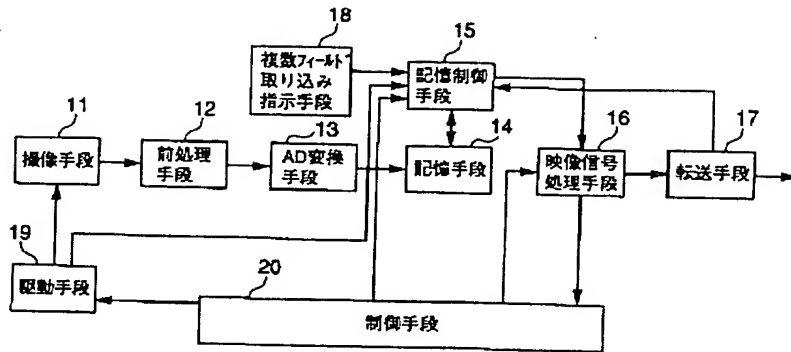 18
複数フィールド
取り込み
指示手段
15
記憶制御
手段
11
撮像手段
12
前処理
手段
13
AD変換
手段
14
記憶手段
16
映像信号
処理手段
17
転送手段
19
駆動手段
20
制御手段